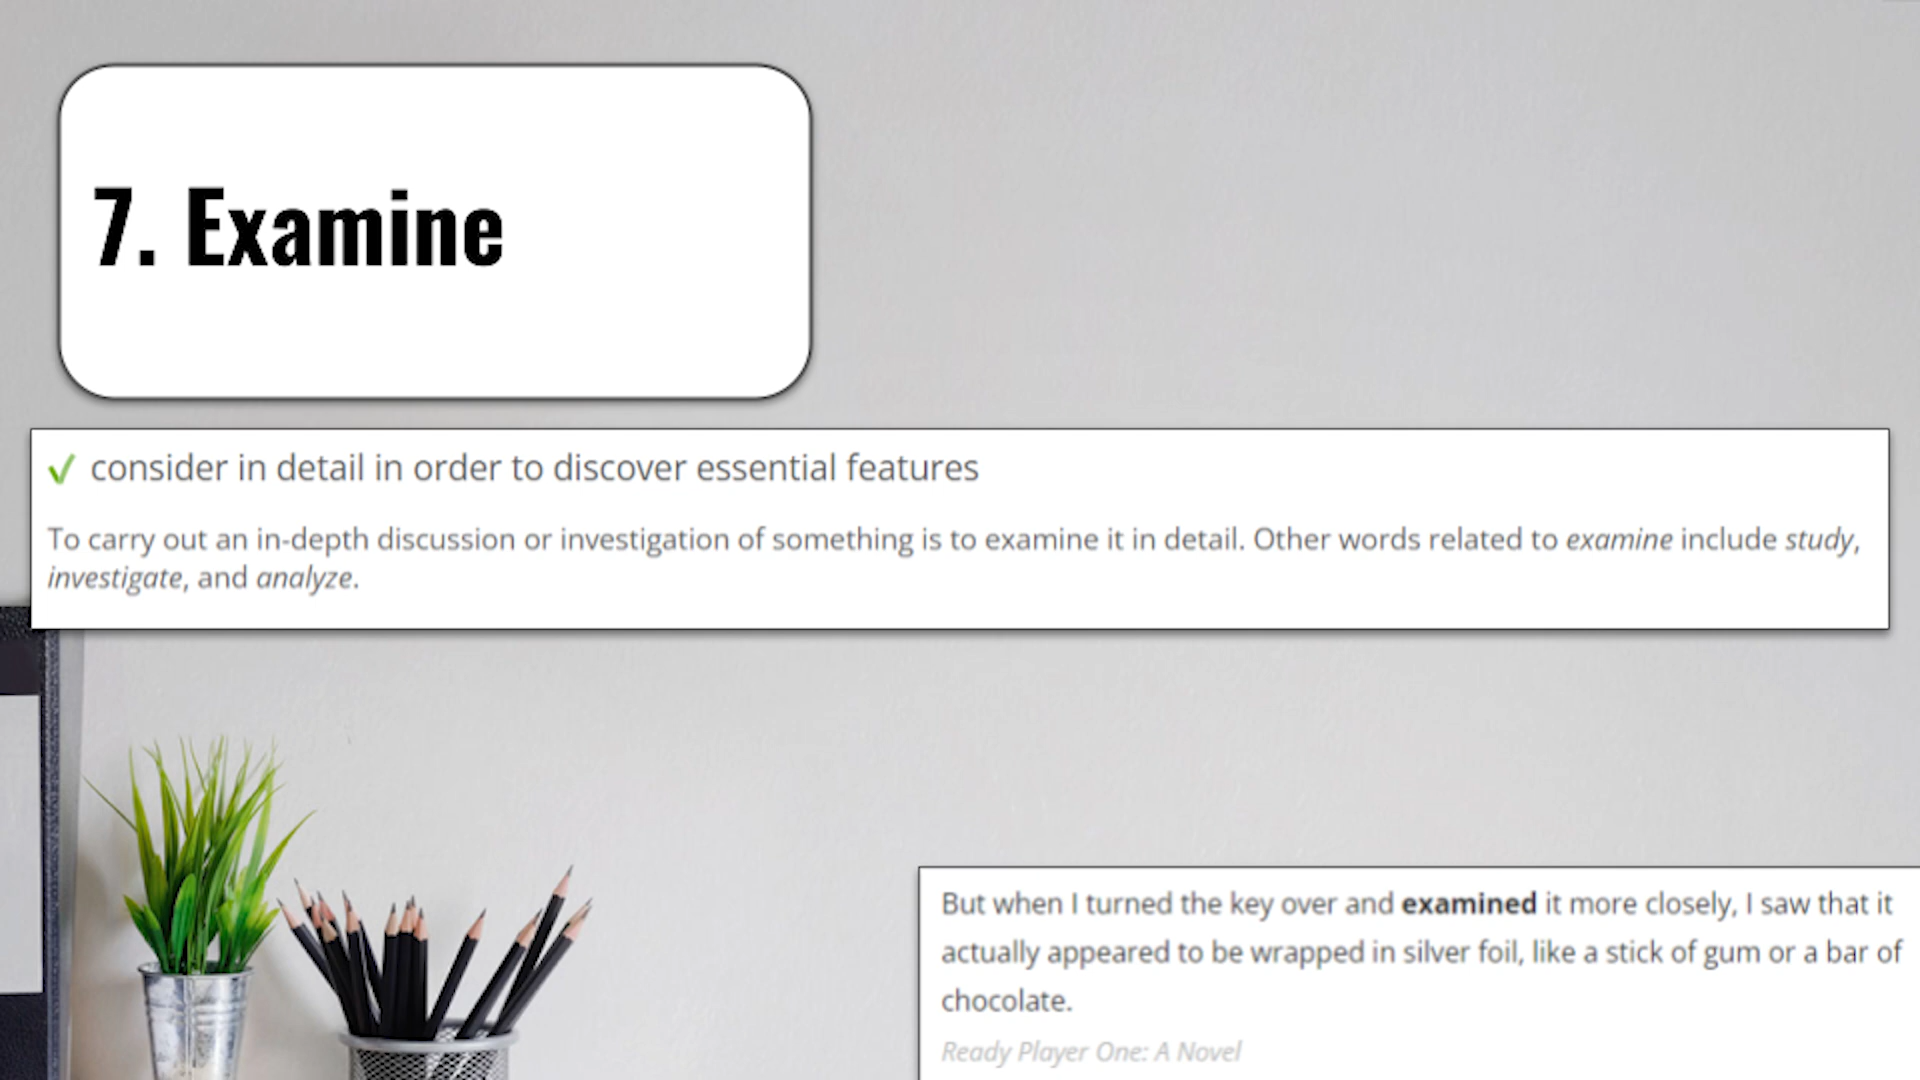 7. Examine
✓ consider in detail in order to discover essential features
To carry out an in-depth discussion or investigation of something is to examine it in detail. Other words related to examine include study,
investigate, and analyze.
But when I turned the key over and examined it more closely, I saw that it
actually appeared to be wrapped in silver foil, like a stick of gum or a bar of
chocolate.
Ready Player One: A Novel